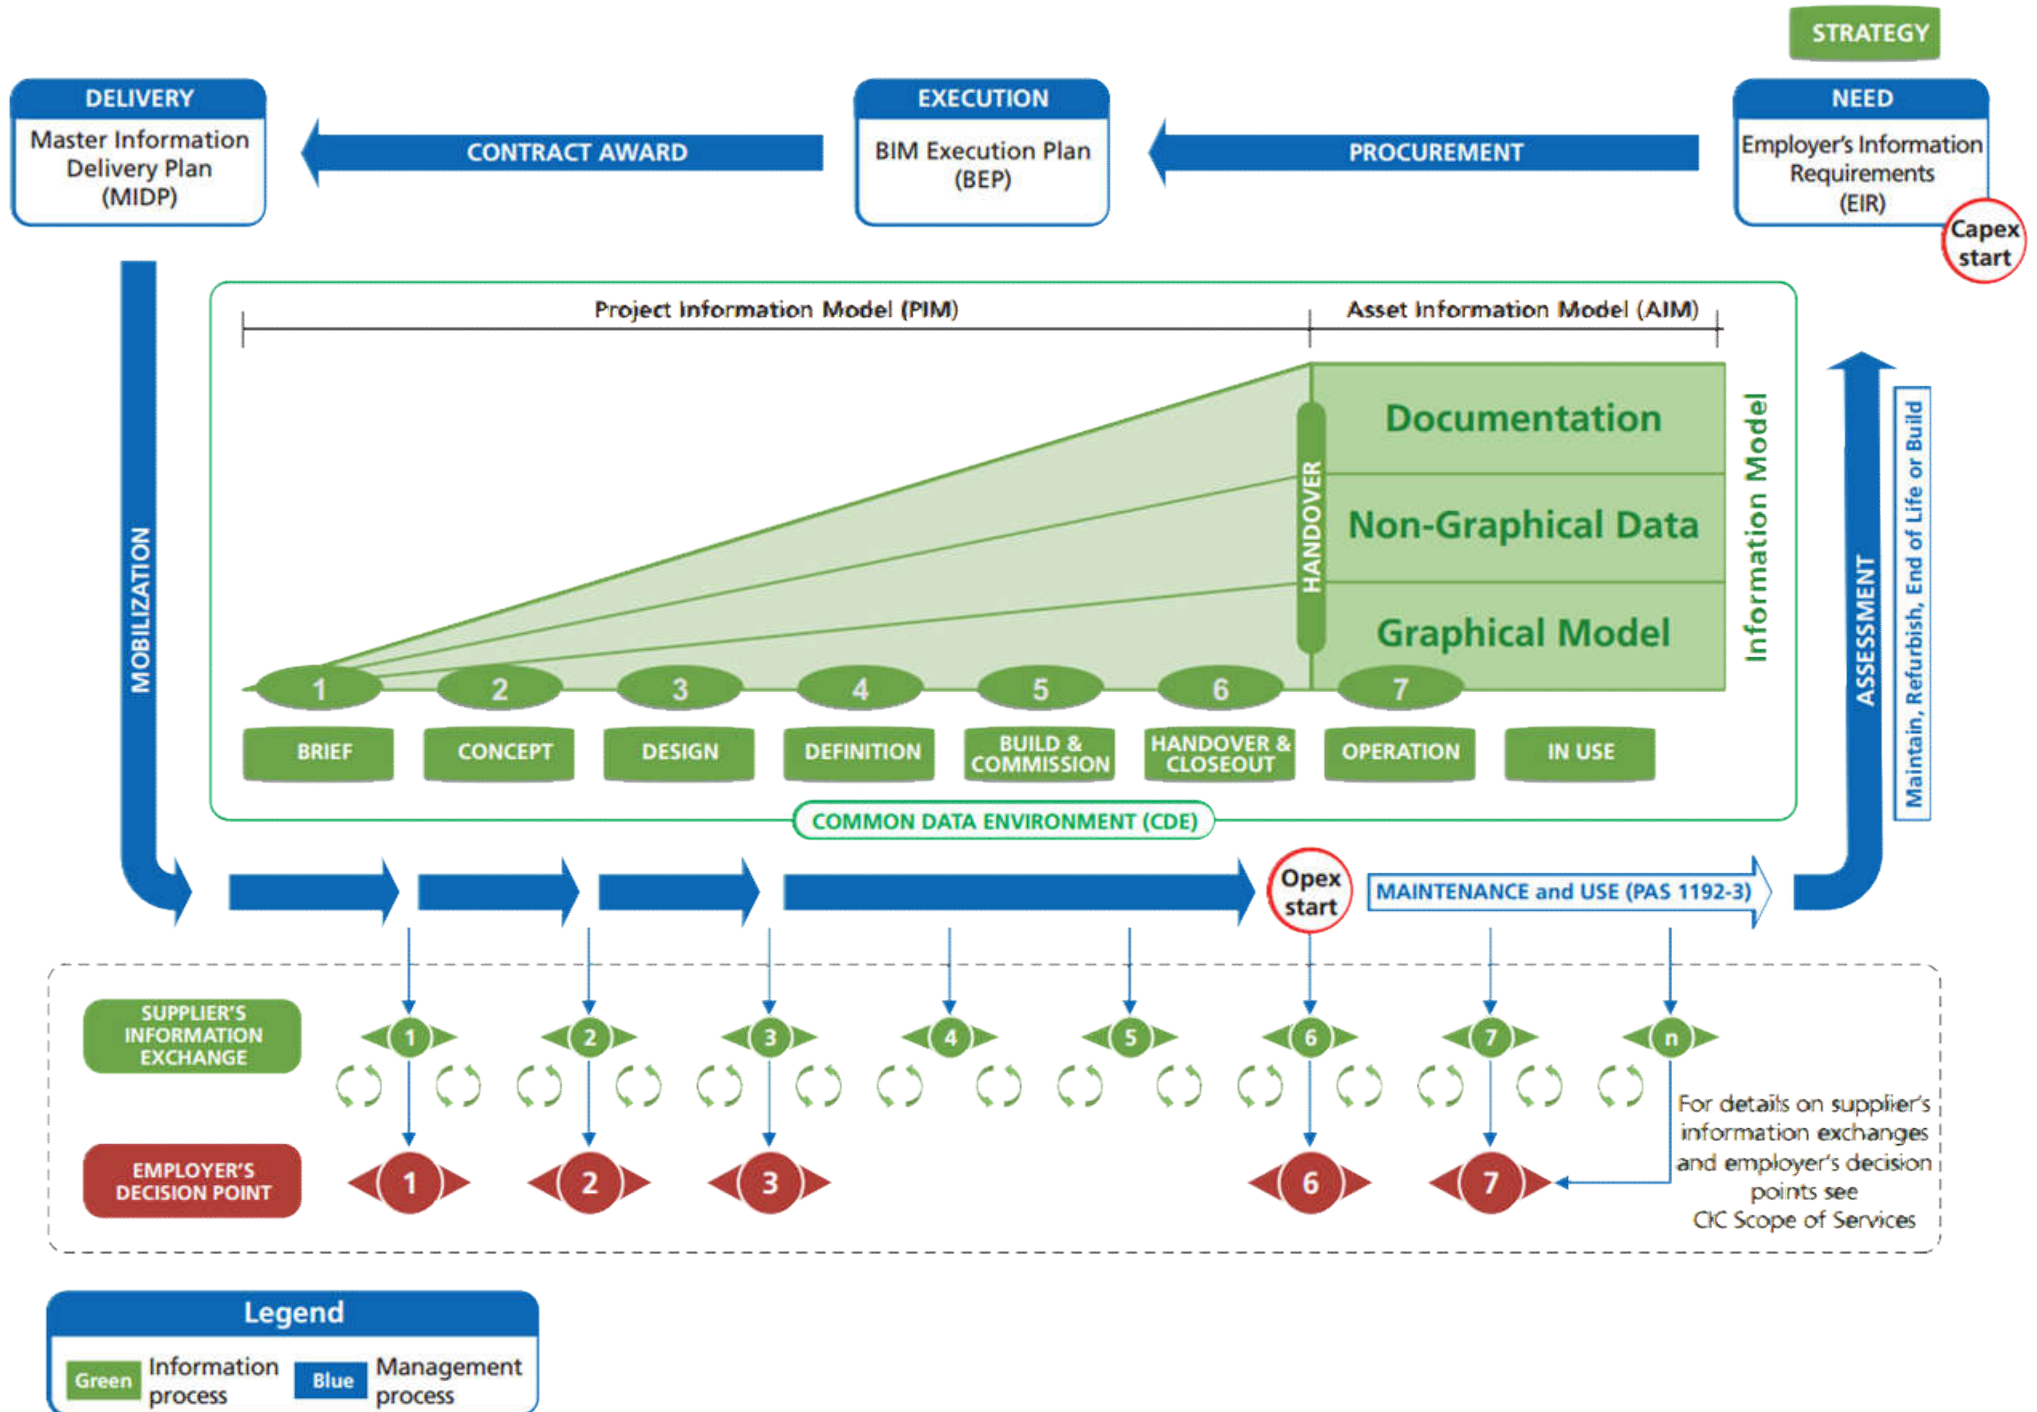 STRATEGY
DELIVERY
Master Information
Delivery Plan
(MIDP)
CONTRACT AWARD
EXECUTION
BIM Execution Plan
(BEP)
PROCUREMENT
NEED
Employer's Information
Requirements
(EIR)
Capex
start
Project Information Model (PIM)
Asset Information Model (AIM)
MOBILIZATION
Documentation
Non-Graphical Data
Graphical Model
HANDOVER
Information Model
ASSESSMENT
Maintain, Refurbish, End of Life or Build
1
2
3
4
5
6
7
BRIEF
CONCEPT
DESIGN
DEFINITION
BUILD &
COMMISSION
HANDOVER &
CLOSEOUT
OPERATION
IN USE
COMMON DATA ENVIRONMENT (CDE)
Opex
start
MAINTENANCE and USE (PAS 1192-3)
SUPPLIER'S
INFORMATION
EXCHANGE
1
2
3
4
5
6
7
n
EMPLOYER'S
DECISION POINT
1
2
3
6
7
For details on supplier's
information exchanges
and employer's decision
points see
CIC Scope of Services
Legend
Green
Information
process
Blue
Management
process